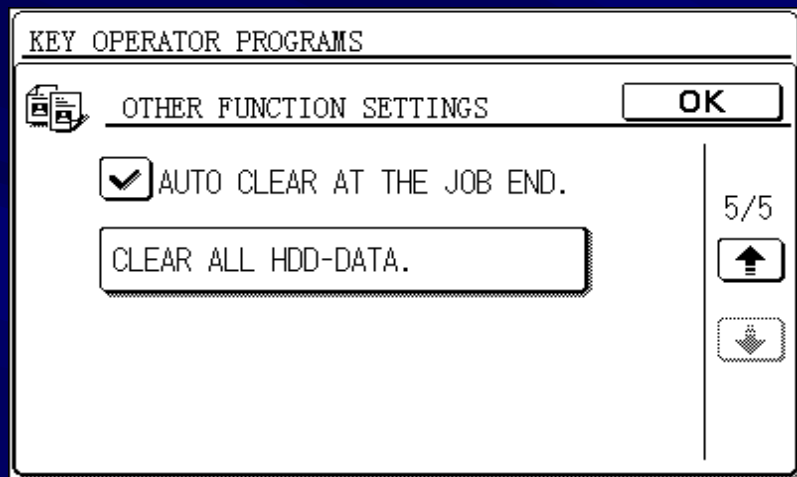 KEY OPERATOR PROGRAMS
OTHER FUNCTION SETTINGS
OK
AUTO CLEAR AT THE JOB END.
5/5
CLEAR ALL HDD-DATA.